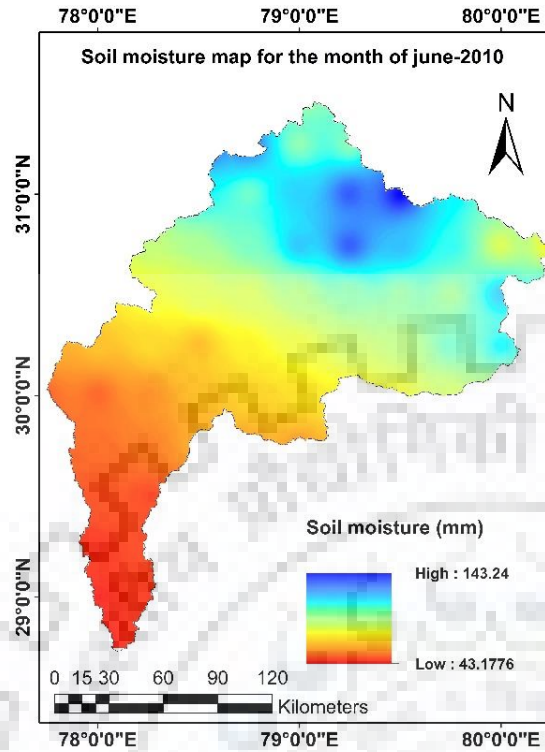 78°0'0"E 79°0'0"E 80°0'0"E
Soil moisture map for the month of june-2010
N
31°0'0"N
30°0'0"N
29°0'0"N
Soil moisture (mm)
High : 143.24
Low : 43.1776
0 15 30 60 90 120
Kilometers
78°0'0"E 79°0'0"E 80°0'0"E